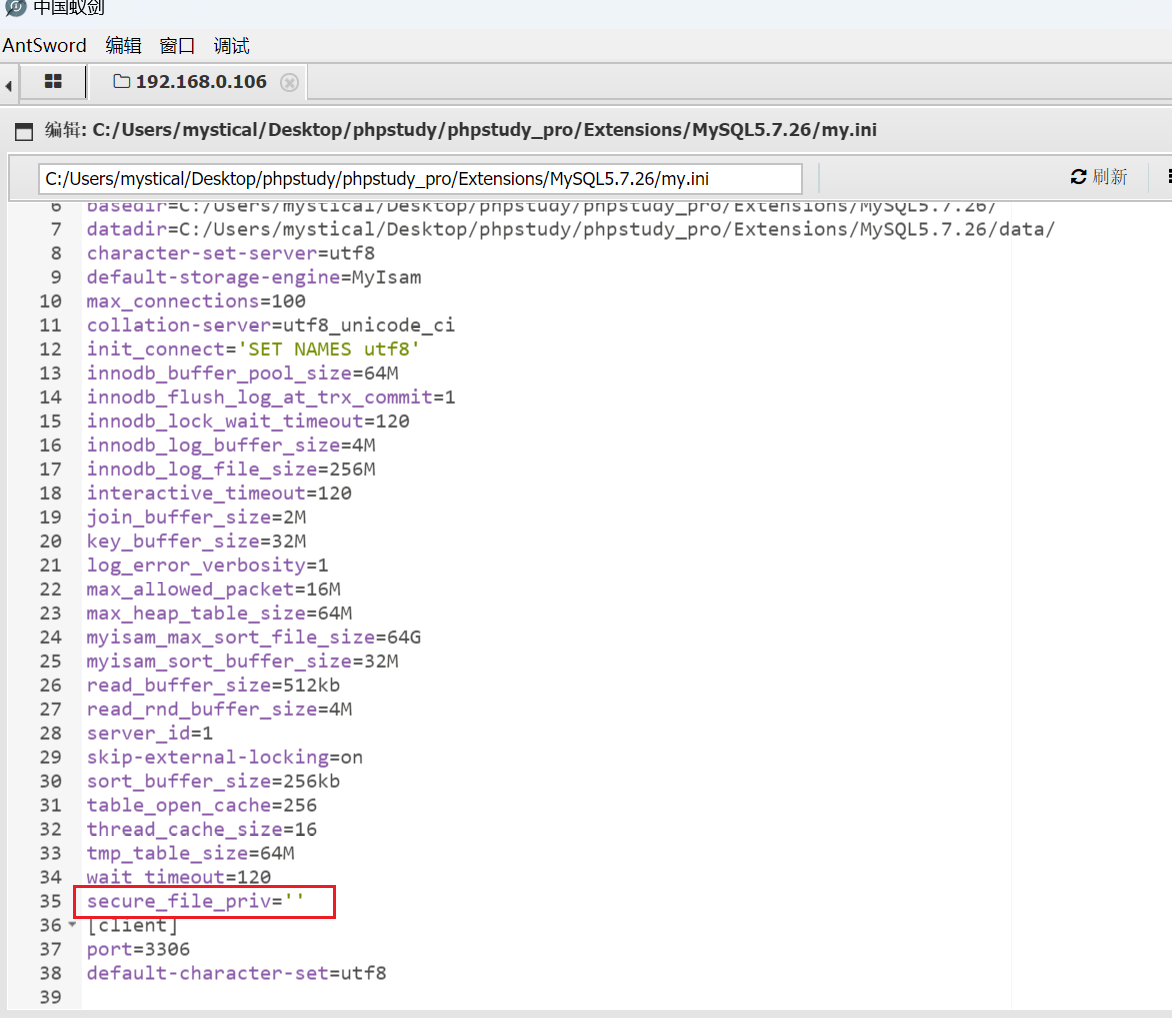 中国蚁剑
AntSword 编辑 窗口 调试
192.168.0.106
编辑: C:/Users/mystical/Desktop/phpstudy/phpstudy_pro/Extensions/MySQL5.7.26/my.ini
C:/Users/mystical/Desktop/phpstudy/phpstudy_pro/Extensions/MySQL5.7.26/my.ini 刷新
6 basedir=C:/Users/mystical/Desktop/phpstudy/phpstudy_pro/Extensions/MySQL5.7.26/
7 datadir=C:/Users/mystical/Desktop/phpstudy/phpstudy_pro/Extensions/MySQL5.7.26/data/
8 character-set-server=utf8
9 default-storage-engine=MyIsam
10 max_connections=100
11 collation-server=utf8_unicode_ci
12 init_connect='SET NAMES utf8'
13 innodb_buffer_pool_size=64M
14 innodb_flush_log_at_trx_commit=1
15 innodb_lock_wait_timeout=120
16 innodb_log_buffer_size=4M
17 innodb_log_file_size=256M
18 interactive_timeout=120
19 join_buffer_size=2M
20 key_buffer_size=32M
21 log_error_verbosity=1
22 max_allowed_packet=16M
23 max_heap_table_size=64M
24 myisam_max_sort_file_size=64G
25 myisam_sort_buffer_size=32M
26 read_buffer_size=512kb
27 read_rnd_buffer_size=4M
28 server_id=1
29 skip-external-locking=on
30 sort_buffer_size=256kb
31 table_open_cache=256
32 thread_cache_size=16
33 tmp_table_size=64M
34 wait_timeout=120
35 secure_file_priv=''
36 [client]
37 port=3306
38 default-character-set=utf8
39